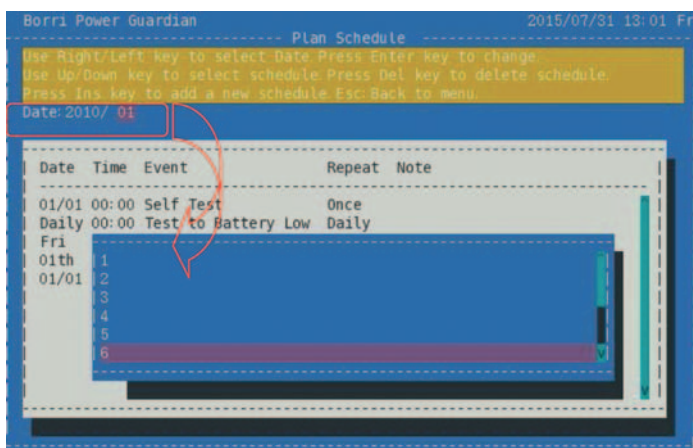 Borri Power Guardian 2015/07/31 13:01 Fr
Plan Schedule
Use Right/Left key to select Date.Press Enter key to change.
Use Up/Down key to select schedule.Press Del key to delete schedule.
Press Ins key to add a new schedule.Esc:Back to menu.
Date:2010/ 01
Date Time Event Repeat Note
01/01 00:00 Self Test Once
Daily 00:00 Test to Battery Low Daily
Fri
01th
01/01
1
2
3
4
5
6